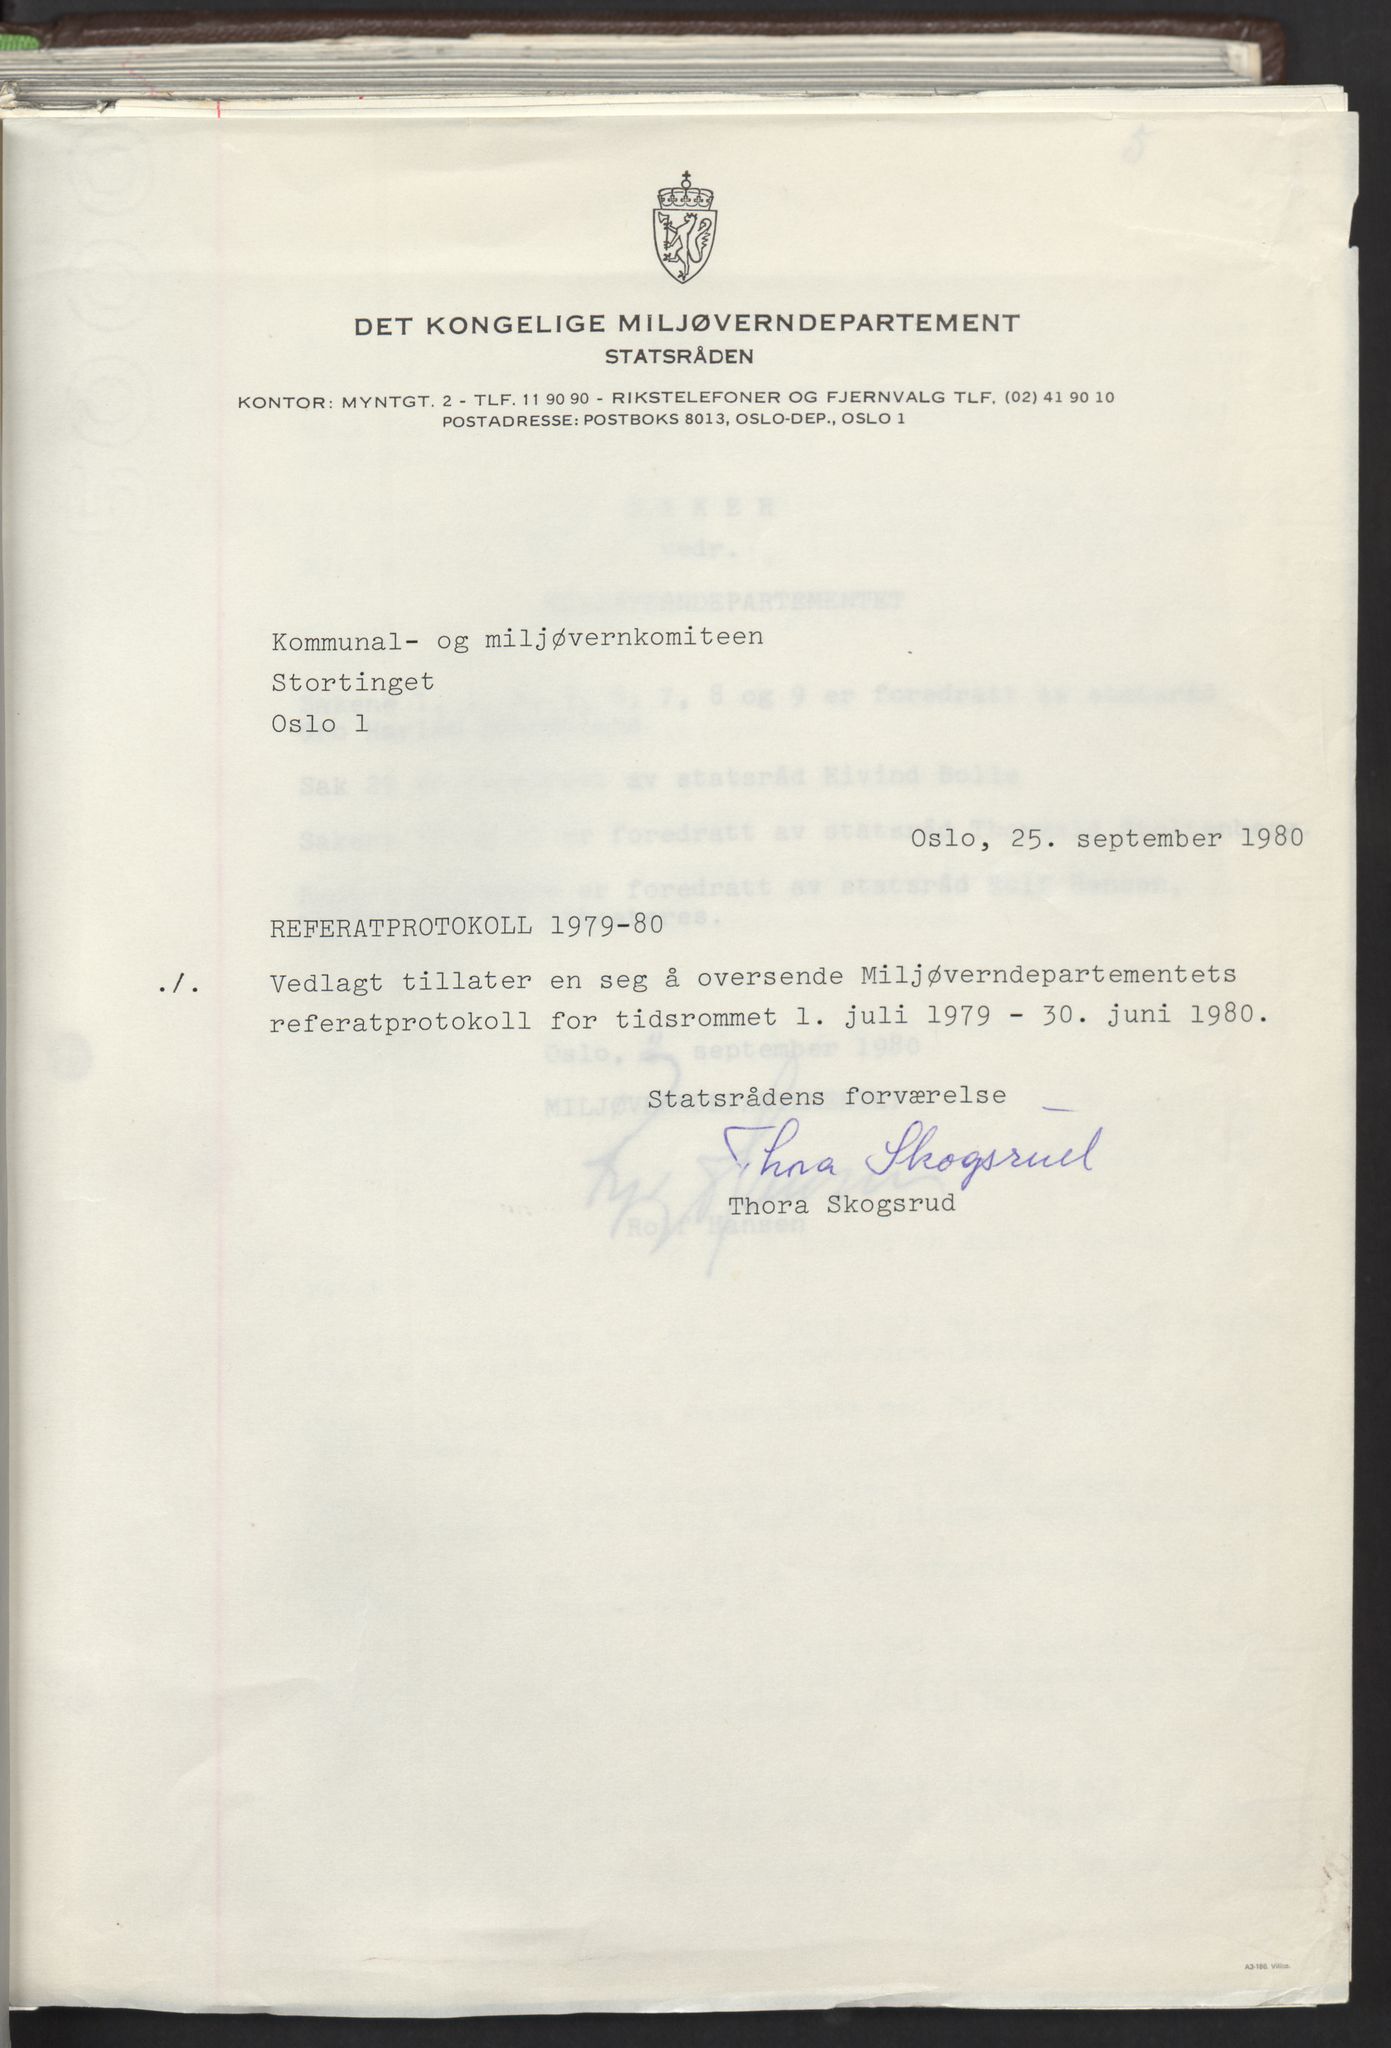 DET KONGELIGE MILJØVERNDEPARTEMENT
STATSRÅDEN
KONTOR: MYNTGT. 2 - TLF. 11 90 90 - RIKSTELEFONER OG FJERNVALG TLF. (02) 41 90 10
POSTADRESSE: POSTBOKS 8013, OSLO-DEP., OSLO 1
Kommunal- og miljøvernkomiteen
Stortinget
Oslo 1
Oslo, 25. september 1980
REFERATPROTOKOLL 1979-80
./. Vedlagt tillater en seg å oversende Miljøverndepartementets
referatprotokoll for tidsrommet 1. juli 1979 - 30. juni 1980.
Statsrådens forværelse
Thora Skogsrud
Thora Skogsrud